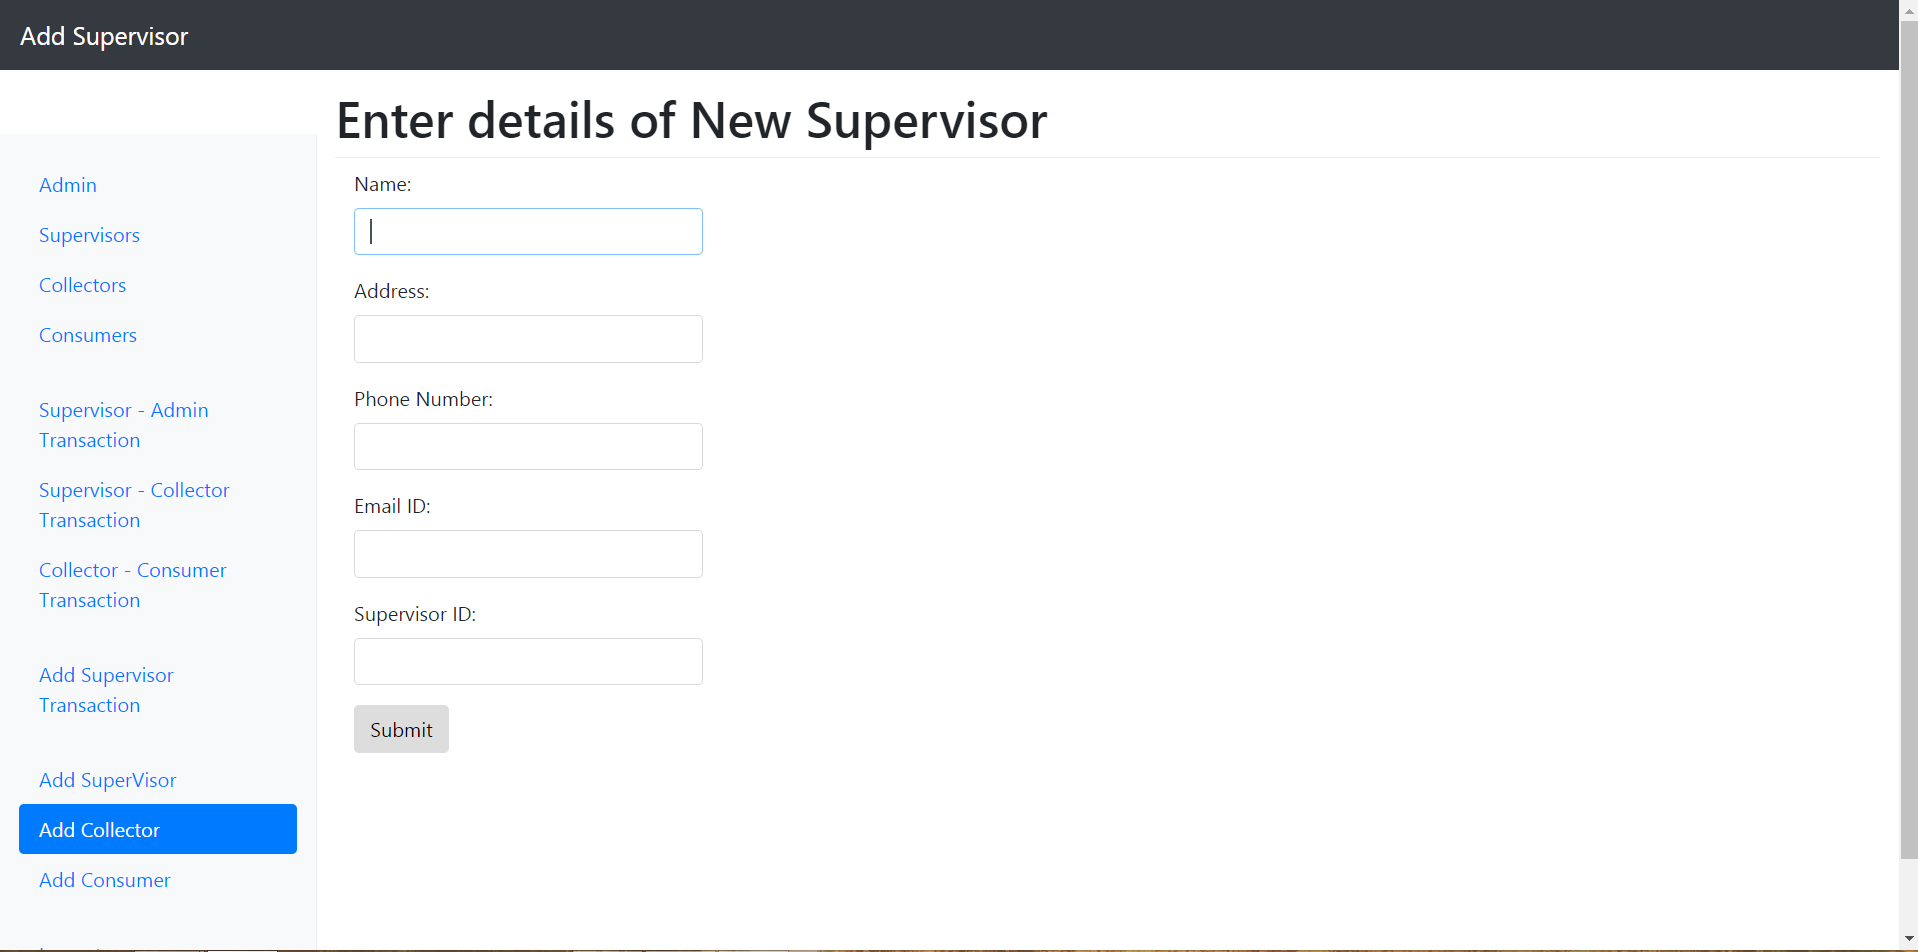 Add Supervisor
Enter details of New Supervisor
Admin
Supervisors
Collectors
Consumers
Supervisor - Admin
Transaction
Supervisor - Collector
Transaction
Collector - Consumer
Transaction
Add Supervisor
Transaction
Add SuperVisor
Add Collector
Add Consumer
Name:
Address:
Phone Number:
Email ID:
Supervisor ID:
Submit